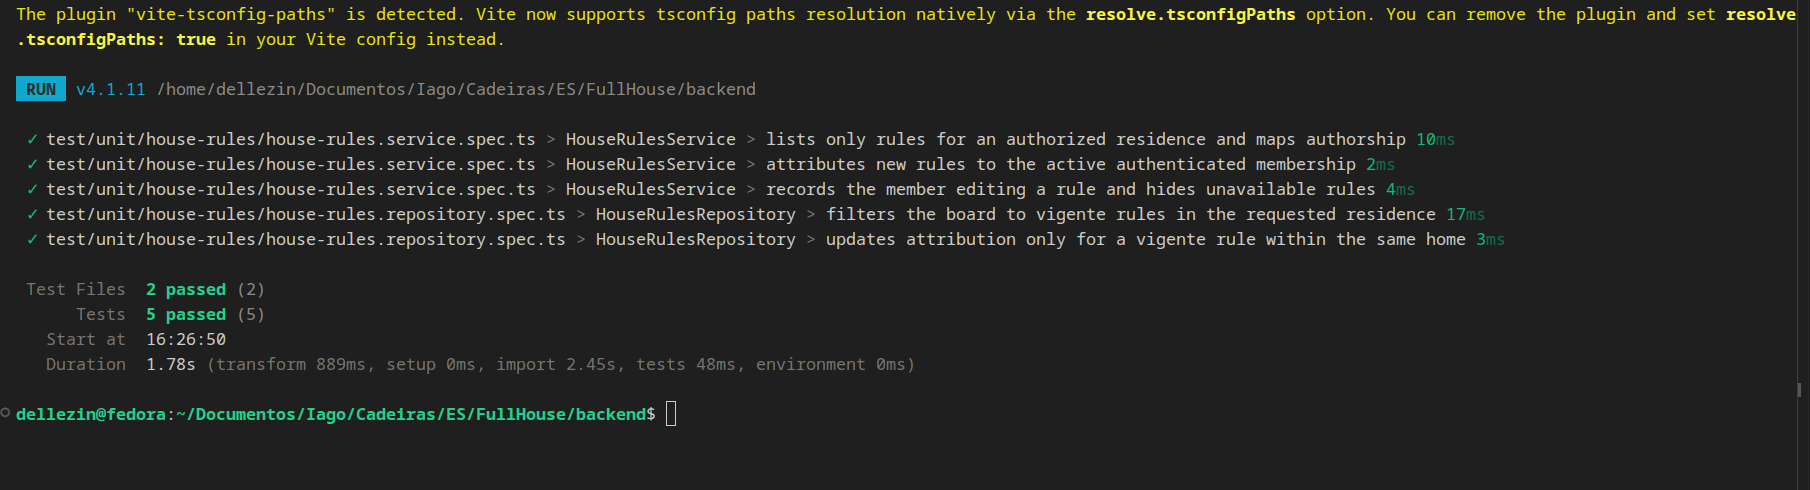 The plugin "vite-tsconfig-paths" is detected. Vite now supports tsconfig paths resolution natively via the resolve.tsconfigPaths option. You can remove the plugin and set resolve
.tsconfigPaths: true in your Vite config instead.
RUN v4.1.11 /home/dellezin/Documentos/Iago/Cadeiras/ES/FullHouse/backend
✓ test/unit/house-rules/house-rules.service.spec.ts > HouseRulesService > lists only rules for an authorized residence and maps authorship 10ms
✓ test/unit/house-rules/house-rules.service.spec.ts > HouseRulesService > attributes new rules to the active authenticated membership 2ms
✓ test/unit/house-rules/house-rules.service.spec.ts > HouseRulesService > records the member editing a rule and hides unavailable rules 4ms
✓ test/unit/house-rules/house-rules.repository.spec.ts > HouseRulesRepository > filters the board to vigente rules in the requested residence 17ms
✓ test/unit/house-rules/house-rules.repository.spec.ts > HouseRulesRepository > updates attribution only for a vigente rule within the same home 3ms
Test Files 2 passed (2)
Tests 5 passed (5)
Start at 16:26:50
Duration 1.78s (transform 889ms, setup 0ms, import 2.45s, tests 48ms, environment 0ms)
dellezin@fedora:~/Documentos/Iago/Cadeiras/ES/FullHouse/backend$